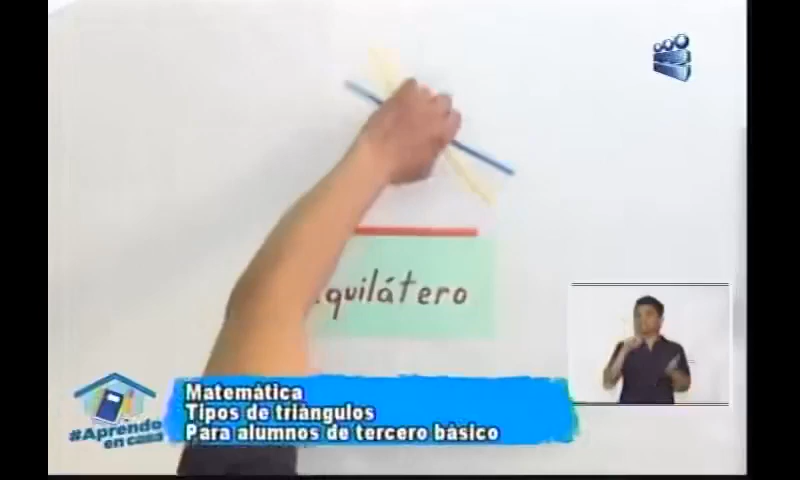 quilátero
Matemática
Tipos de triángulos
Para alumnos de tercero básico
#Aprendo
en casa